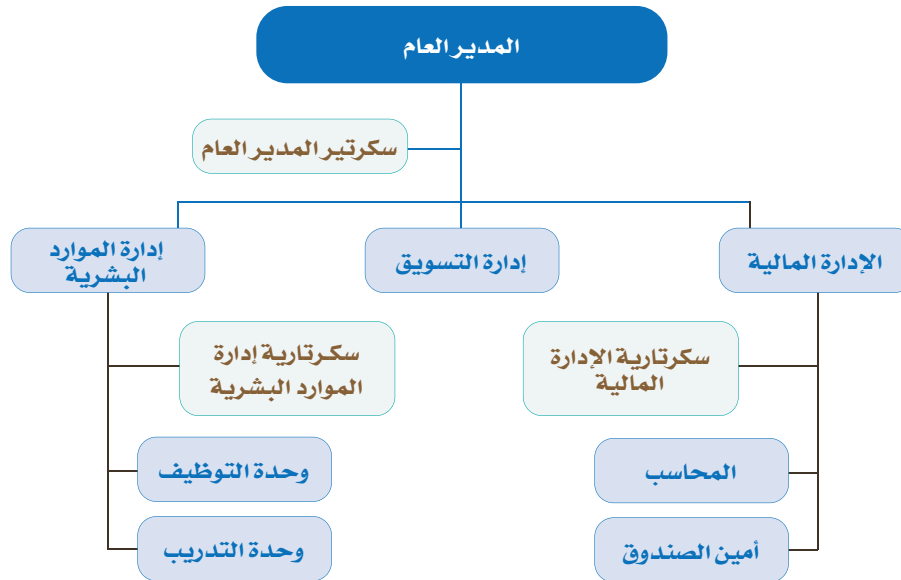 المدير العام
سكرتير المدير العام
الإدارة المالية
إدارة التسويق
إدارة الموارد
البشرية
سكرتارية الإدارة
المالية
سكرتارية إدارة
الموارد البشرية
المحاسب
وحدة التوظيف
أمين الصندوق
وحدة التدريب